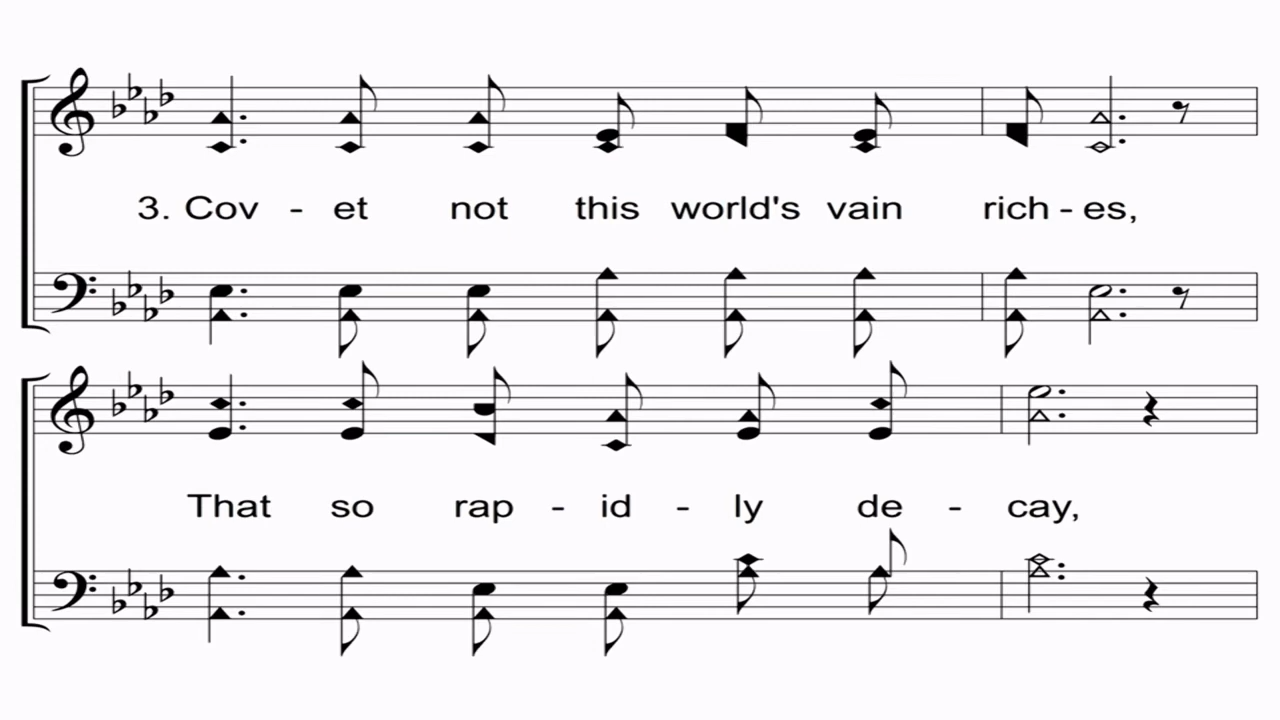 3. Cov - et not this world's vain rich - es,
That so rap - id - ly de - cay,